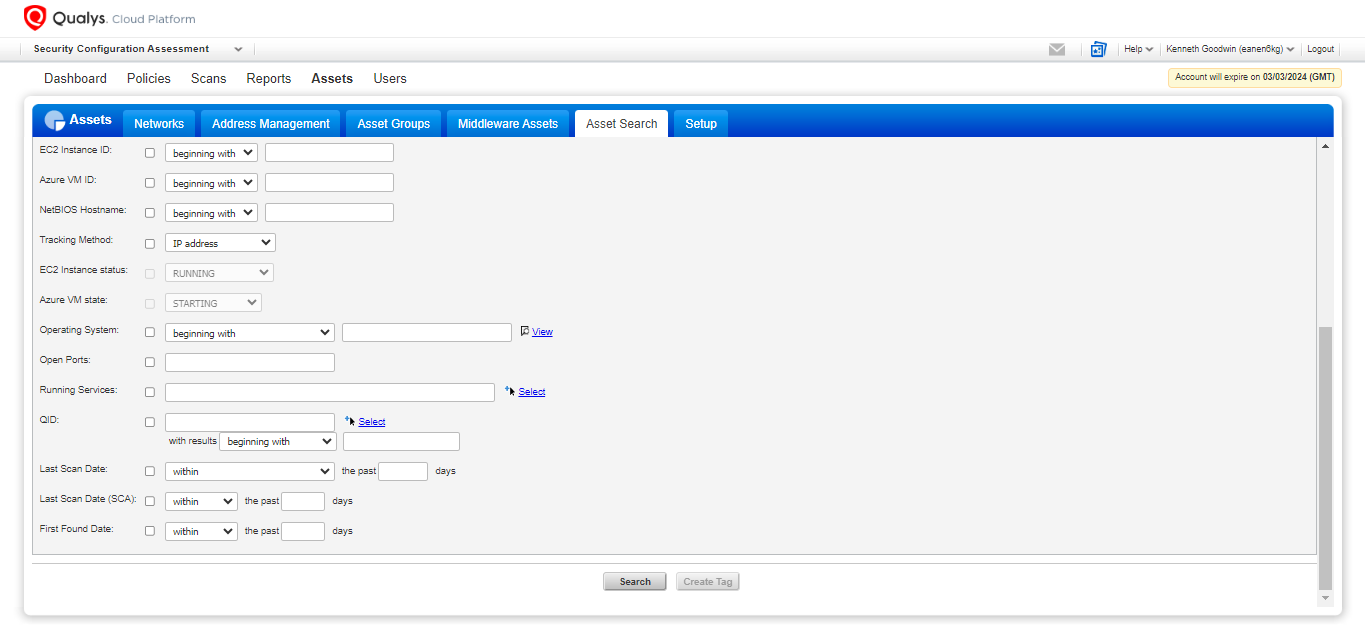 Qualys. Cloud Platform
Security Configuration Assessment
Help
Kenneth Goodwin (eanen6kg)
Logout
Dashboard Policies Scans Reports Assets Users
Account will expire on 03/03/2024 (GMT)
Assets Networks Address Management Asset Groups Middleware Assets Asset Search Setup
EC2 Instance ID: beginning with
Azure VM ID: beginning with
NetBIOS Hostname: beginning with
Tracking Method: IP address
EC2 Instance status: RUNNING
Azure VM state: STARTING
Operating System: beginning with View
Open Ports:
Running Services: Select
QID: Select
with results beginning with
Last Scan Date: within the past days
Last Scan Date (SCA): within the past days
First Found Date: within the past days
Search Create Tag